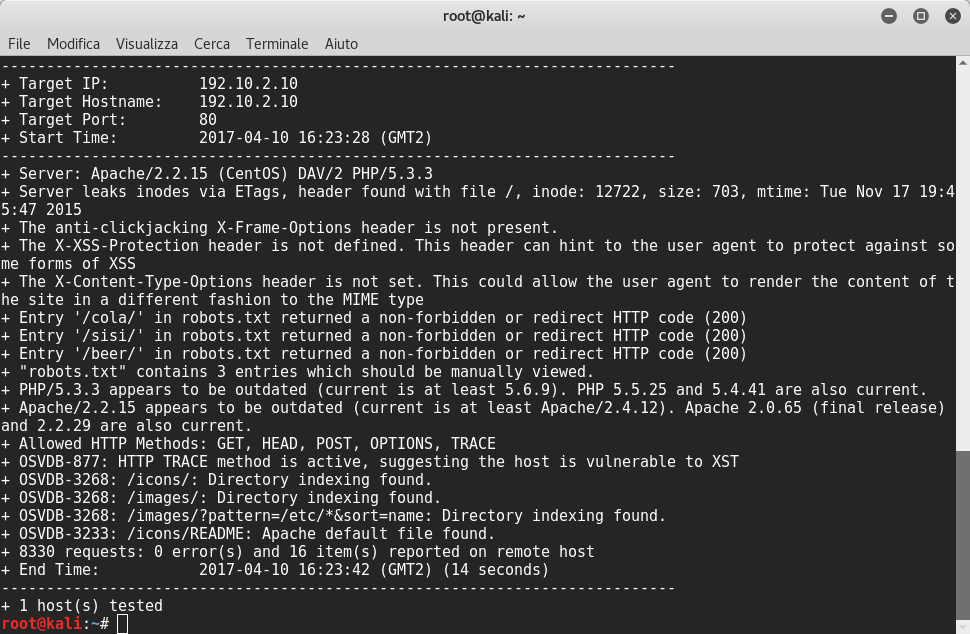 root@kali: ~
File Modifica Visualizza Cerca Terminale Aiuto
---------------------------------------------------------------------------
+ Target IP:          192.10.2.10
+ Target Hostname:    192.10.2.10
+ Target Port:        80
+ Start Time:         2017-04-10 16:23:28 (GMT2)
---------------------------------------------------------------------------
+ Server: Apache/2.2.15 (CentOS) DAV/2 PHP/5.3.3
+ Server leaks inodes via ETags, header found with file /, inode: 12722, size: 703, mtime: Tue Nov 17 19:4
5:47 2015
+ The anti-clickjacking X-Frame-Options header is not present.
+ The X-XSS-Protection header is not defined. This header can hint to the user agent to protect against so
me forms of XSS
+ The X-Content-Type-Options header is not set. This could allow the user agent to render the content of t
he site in a different fashion to the MIME type
+ Entry '/cola/' in robots.txt returned a non-forbidden or redirect HTTP code (200)
+ Entry '/sisi/' in robots.txt returned a non-forbidden or redirect HTTP code (200)
+ Entry '/beer/' in robots.txt returned a non-forbidden or redirect HTTP code (200)
+ "robots.txt" contains 3 entries which should be manually viewed.
+ PHP/5.3.3 appears to be outdated (current is at least 5.6.9). PHP 5.5.25 and 5.4.41 are also current.
+ Apache/2.2.15 appears to be outdated (current is at least Apache/2.4.12). Apache 2.0.65 (final release)
and 2.2.29 are also current.
+ Allowed HTTP Methods: GET, HEAD, POST, OPTIONS, TRACE
+ OSVDB-877: HTTP TRACE method is active, suggesting the host is vulnerable to XST
+ OSVDB-3268: /icons/: Directory indexing found.
+ OSVDB-3268: /images/: Directory indexing found.
+ OSVDB-3268: /images/?pattern=/etc/*&sort=name: Directory indexing found.
+ OSVDB-3233: /icons/README: Apache default file found.
+ 8330 requests: 0 error(s) and 16 item(s) reported on remote host
+ End Time:           2017-04-10 16:23:42 (GMT2) (14 seconds)
---------------------------------------------------------------------------
+ 1 host(s) tested
root@kali:~#